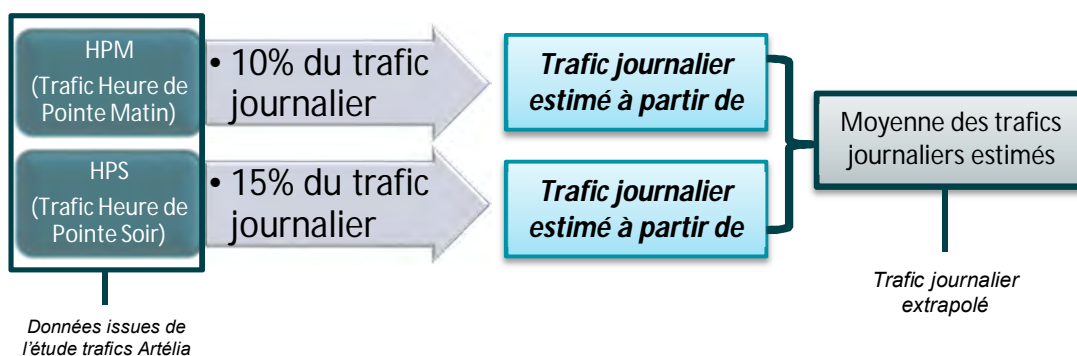 HPM
(Trafic Heure de
Pointe Matin)
• 10% du trafic
journalier
Trafic journalier
estimé à partir de
HPS
(Trafic Heure de
Pointe Soir)
• 15% du trafic
journalier
Trafic journalier
estimé à partir de
Moyenne des trafics
journaliers estimés
Trafic journalier
extrapolé
Données issues de
l'étude trafics Artélia